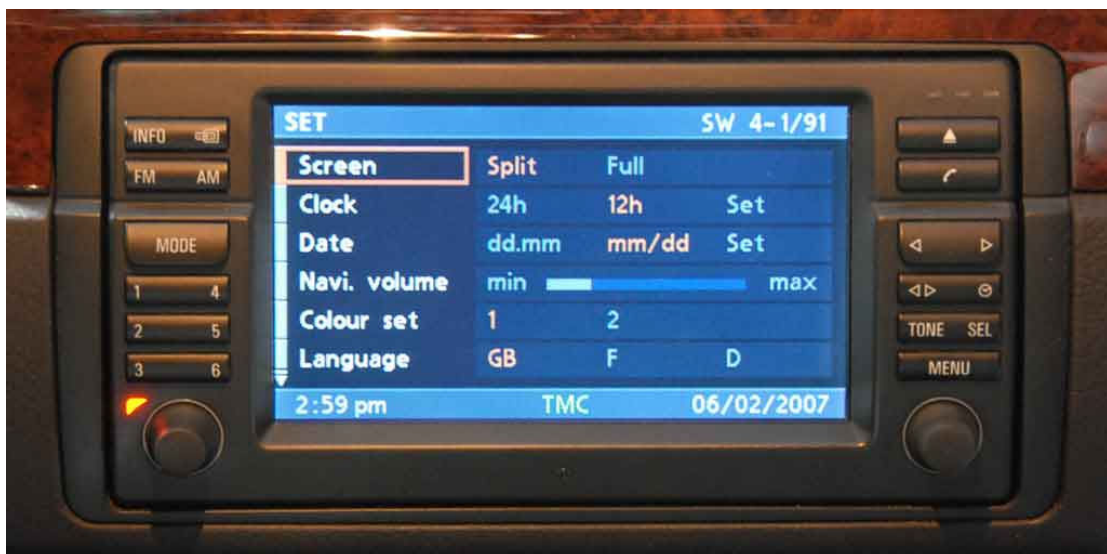 INFO
FM AM
MODE
1 4
2 5
3 6
SET SW 4-1/91
Screen Split Full
Clock 24h 12h Set
Date dd.mm mm/dd Set
Navi. volume min max
Colour set 1 2
Language GB F D
2:59 pm TMC 06/02/2007
TONE SEL
MENU